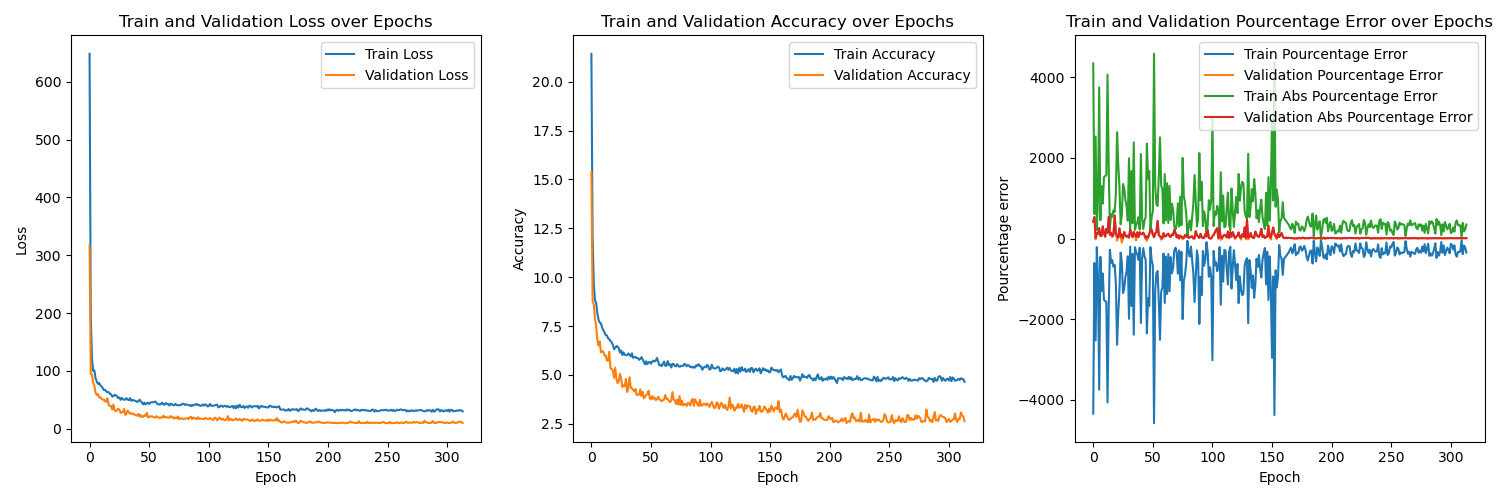 Train and Validation Loss over Epochs
Train Loss
Validation Loss
Loss
600
500
400
300
200
100
0
0 50 100 150 200 250 300
Epoch
Train and Validation Accuracy over Epochs
Train Accuracy
Validation Accuracy
Accuracy
20.0
17.5
15.0
12.5
10.0
7.5
5.0
2.5
0 50 100 150 200 250 300
Epoch
Train and Validation Pourcentage Error over Epochs
Train Pourcentage Error
Validation Pourcentage Error
Train Abs Pourcentage Error
Validation Abs Pourcentage Error
Pourcentage error
4000
2000
0
−2000
−4000
0 50 100 150 200 250 300
Epoch